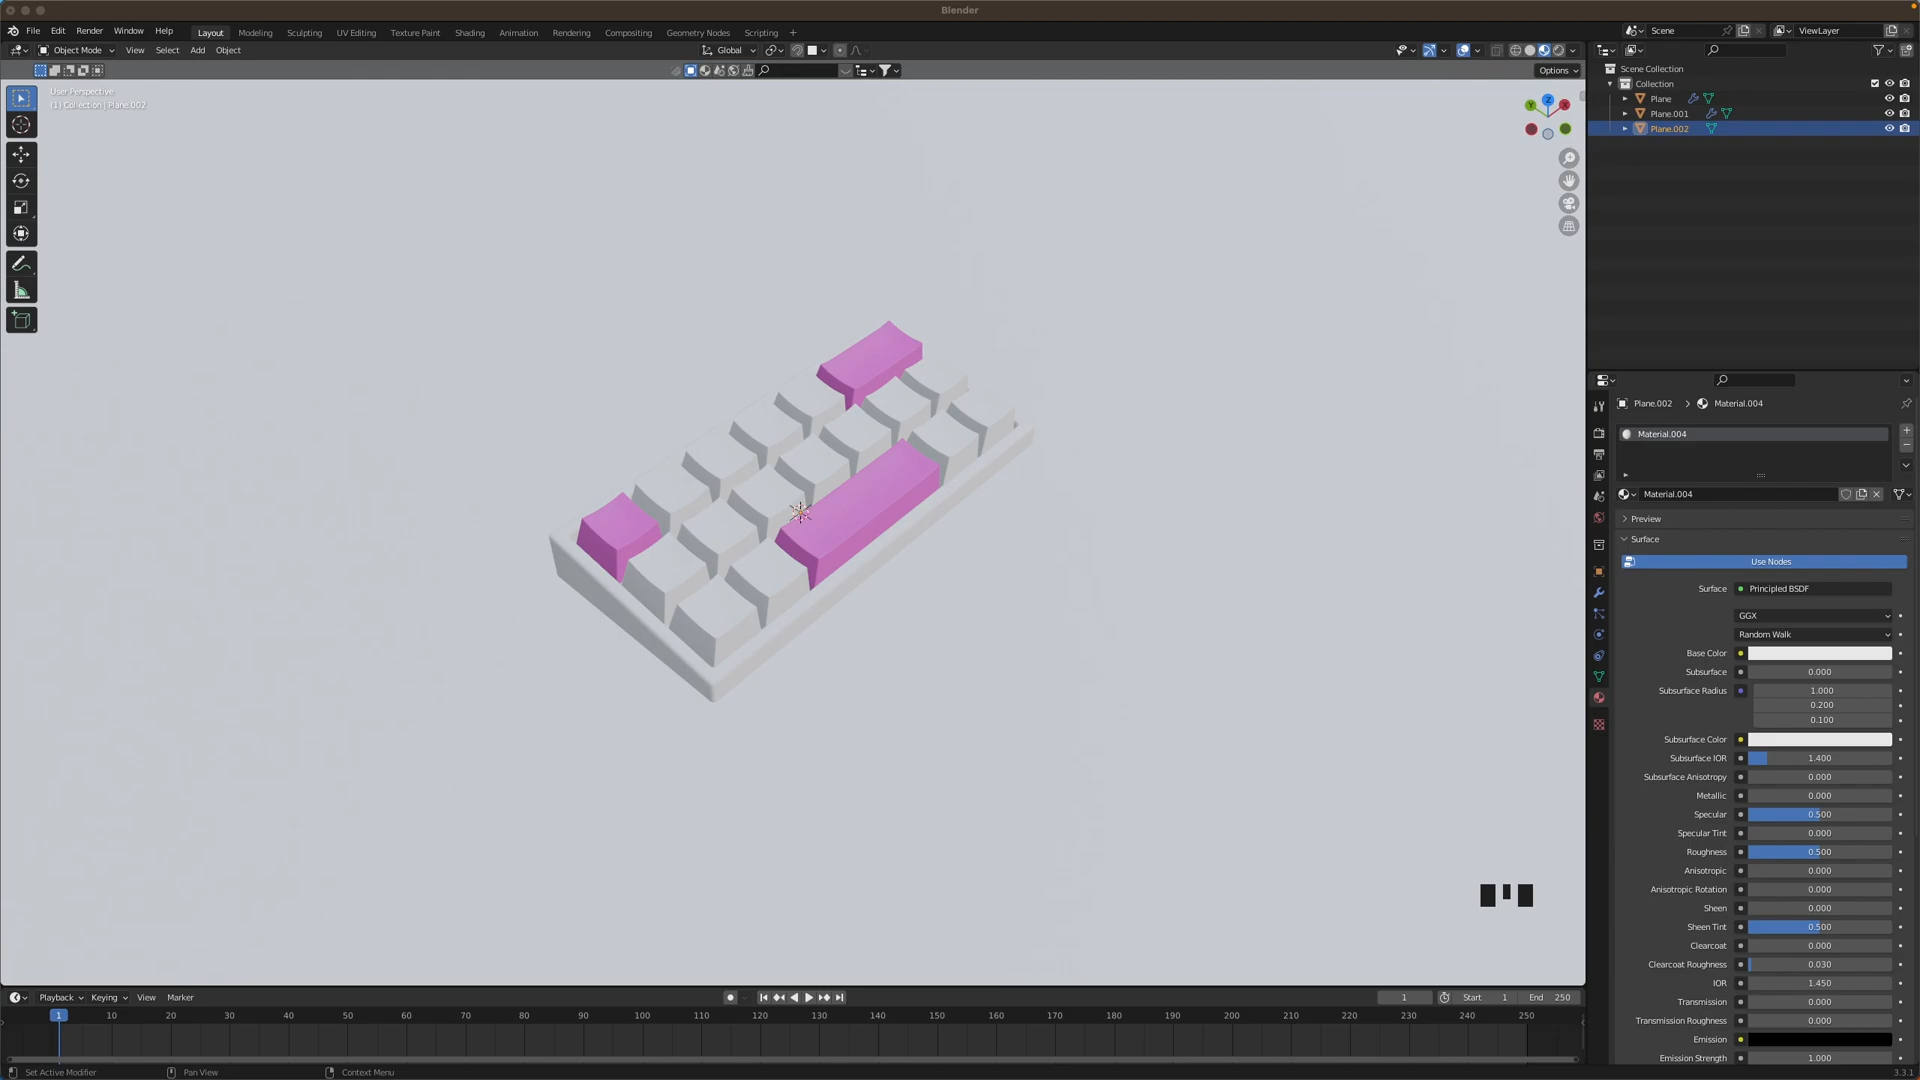 Blender
File Edit Render Window Help
Layout Modeling Sculpting UV Editing Texture Paint Shading Animation Rendering Compositing Geometry Nodes Scripting +
Scene
ViewLayer
Object Mode View Select Add Object
Global
Options
User Perspective
(1) Collection | Plane.002
Z
Y
X
Scene Collection
Collection
Plane
Plane.001
Plane.002
Plane.002 > Material.004
Material.004
Material.004
Preview
Surface
Use Nodes
Surface Principled BSDF
GGX
Random Walk
Base Color
Subsurface 0.000
Subsurface Radius 1.000
0.200
0.100
Subsurface Color
Subsurface IOR 1.400
Subsurface Anisotropy 0.000
Metallic 0.000
Specular 0.500
Specular Tint 0.000
Roughness 0.500
Anisotropic 0.000
Anisotropic Rotation 0.000
Sheen 0.000
Sheen Tint 0.500
Clearcoat 0.000
Clearcoat Roughness 0.030
IOR 1.450
Transmission 0.000
Transmission Roughness 0.000
Emission
Emission Strength 1.000
Playback Keying View Marker
1 Start 1 End 250
1 10 20 30 40 50 60 70 80 90 100 110 120 130 140 150 160 170 180 190 200 210 220 230 240 250
Set Active Modifier Pan View Context Menu
3.3.1